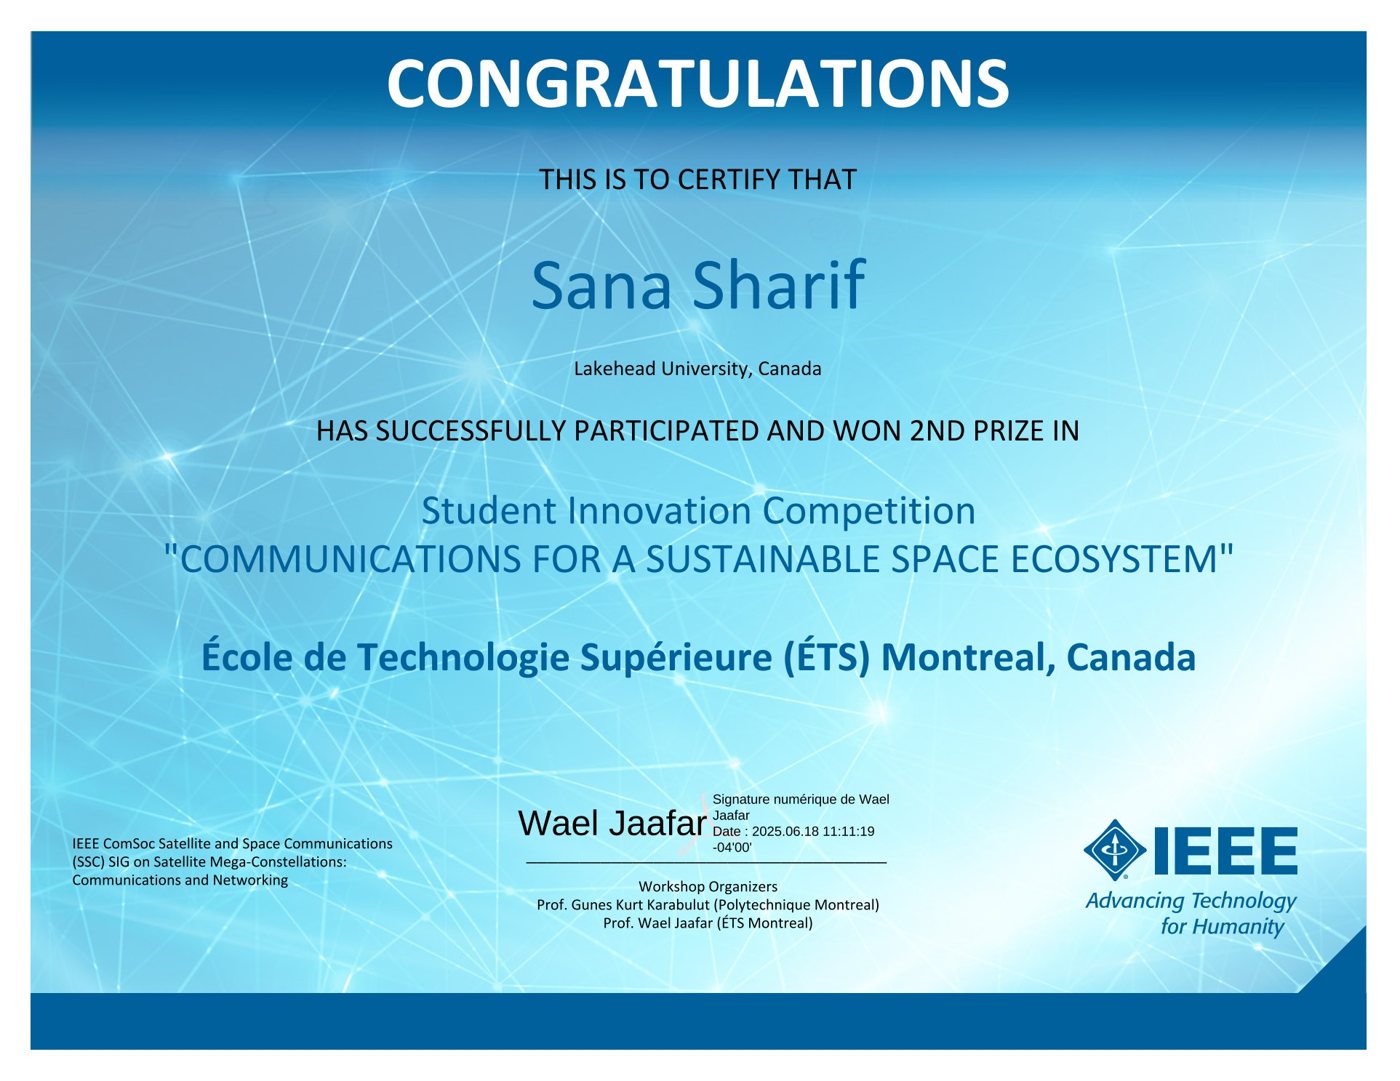 CONGRATULATIONS
THIS IS TO CERTIFY THAT
Sana Sharif
Lakehead University, Canada
HAS SUCCESSFULLY PARTICIPATED AND WON 2ND PRIZE IN
Student Innovation Competition
"COMMUNICATIONS FOR A SUSTAINABLE SPACE ECOSYSTEM"
École de Technologie Supérieure (ÉTS) Montreal, Canada
IEEE ComSoc Satellite and Space Communications
(SSC) SIG on Satellite Mega-Constellations:
Communications and Networking
Wael Jaafar
Signature numérique de Wael
Jaafar
Date : 2025.06.18 11:11:19
-04'00'
Workshop Organizers
Prof. Gunes Kurt Karabulut (Polytechnique Montreal)
Prof. Wael Jaafar (ÉTS Montreal)
IEEE
Advancing Technology
for Humanity